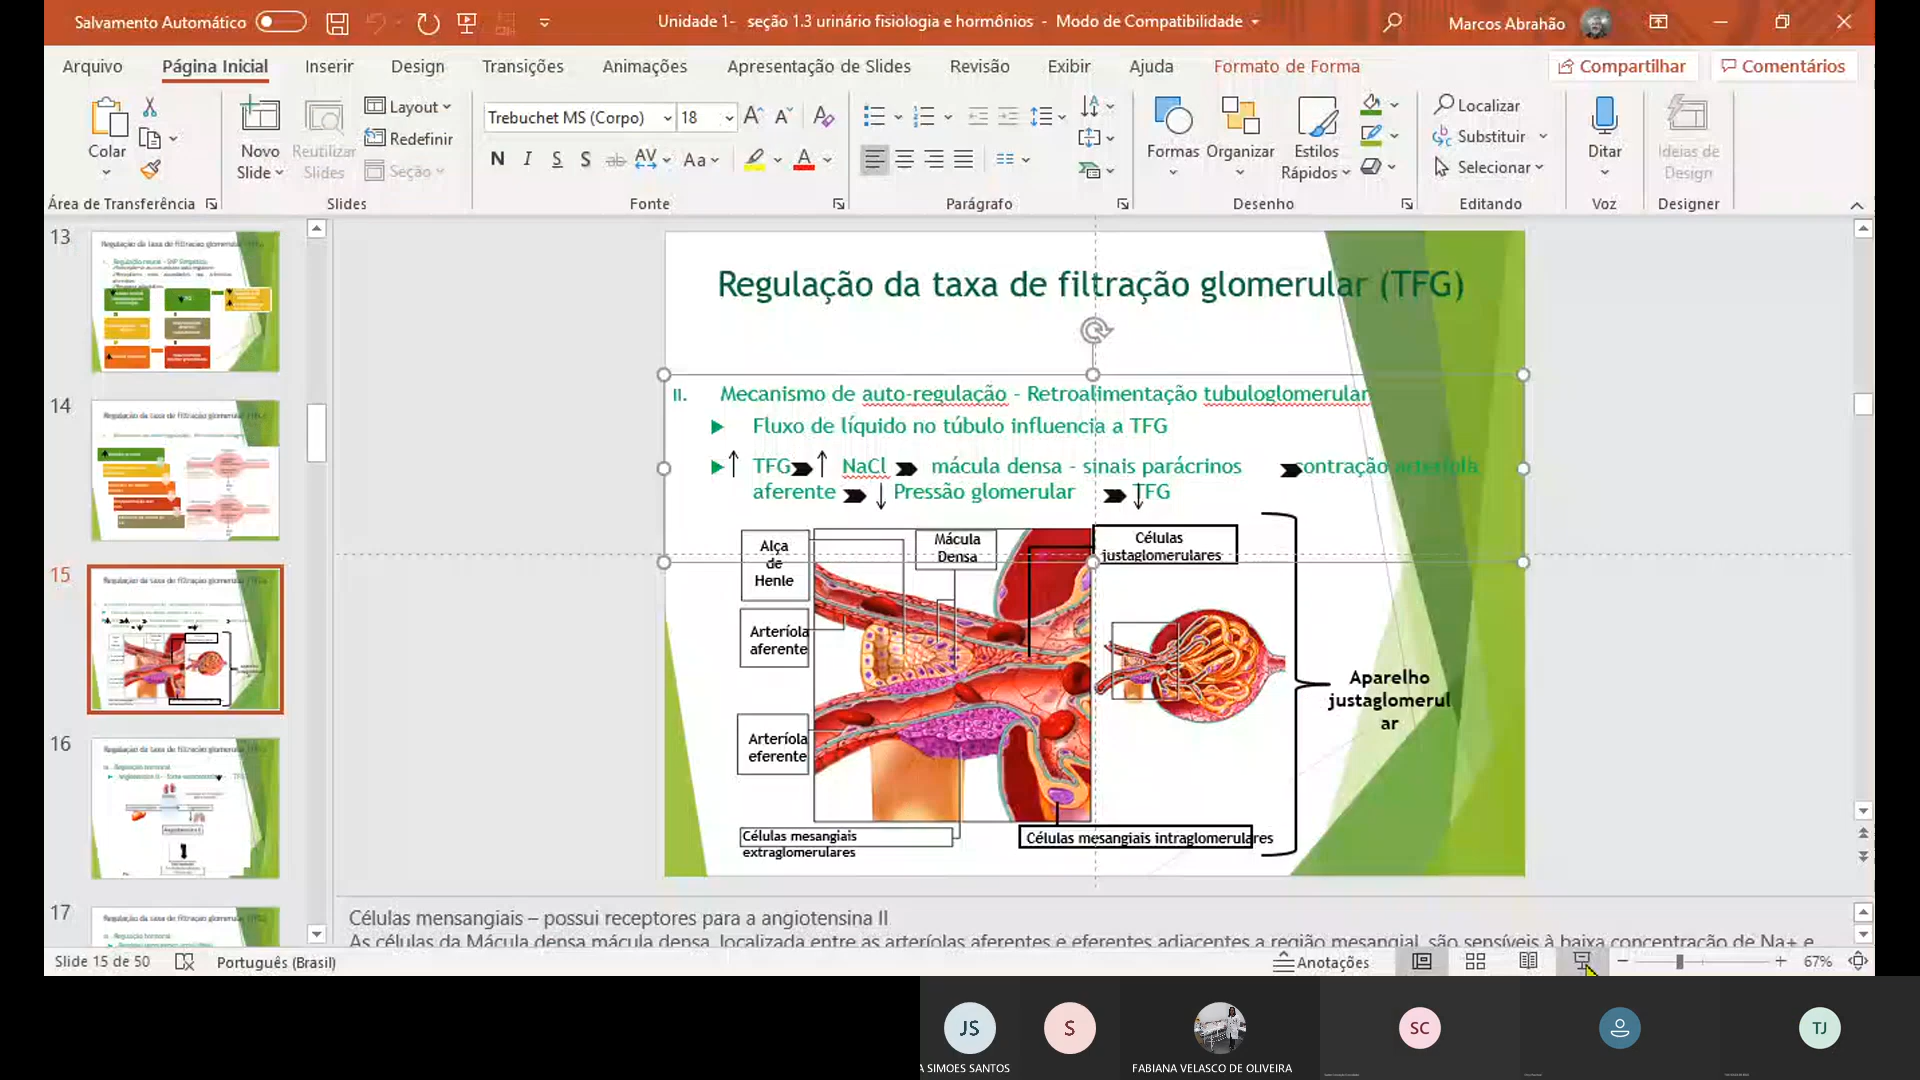 Salvamento Automático
Unidade 1- seção 1.3 urinário fisiologia e hormônios - Modo de Compatibilidade
Marcos Abrahão
Arquivo Página Inicial Inserir Design Transições Animações Apresentação de Slides Revisão Exibir Ajuda Formato de Forma
Compartilhar Comentários
Colar
Novo Slide
Reutilizar Slides
Layout
Redefinir
Seção
Trebuchet MS (Corpo) 18
N I S S ab AV Aa A
Formas Organizar Estilos Rápidos
Localizar
Substituir
Selecionar
Ditar
Ideias de Design
Área de Transferência Slides Fonte Parágrafo Desenho Editando Voz Designer
13
14
15
16
17
Regulação da taxa de filtração glomerular (TFG)
II. Mecanismo de auto-regulação - Retroalimentação tubuloglomerular
Fluxo de líquido no túbulo influencia a TFG
↑ TFG ↑ NaCl mácula densa - sinais parácrinos contração arteríola
aferente ↓ Pressão glomerular ↓ TFG
Alça
de
Henle
Mácula
Densa
Células
justaglomerulares
Arteríola
aferente
Arteríola
eferente
Aparelho
justaglomerul
ar
Células mesangiais
extraglomerulares
Células mesangiais intraglomerulares
Células mensangiais – possui receptores para a angiotensina II
As células da Mácula densa mácula densa, localizada entre as arteríolas aferentes e eferentes adjacentes a região mesangial, são sensíveis à baixa concentração de Na+ e
Slide 15 de 50 Português (Brasil) Anotações 67%
JS S SC TJ
A SIMOES SANTOS
FABIANA VELASCO DE OLIVEIRA